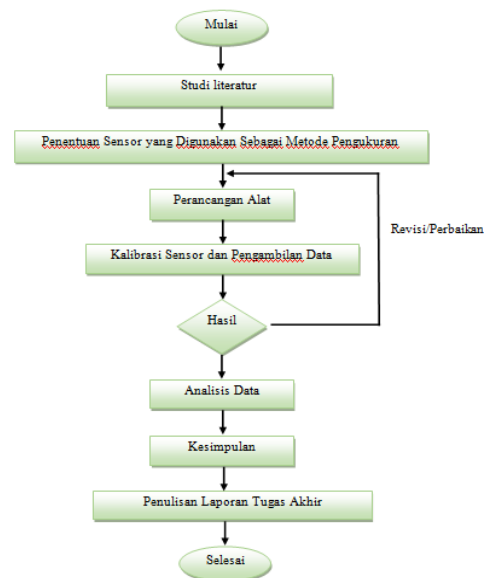 Mulai
Studi literatur
Penentuan Sensor yang Digunakan Sebagai Metode Pengukuran
Perancangan Alat
Revisi/Perbaikan
Kalibrasi Sensor dan Pengambilan Data
Hasil
Analisis Data
Kesimpulan
Penulisan Laporan Tugas Akhir
Selesai